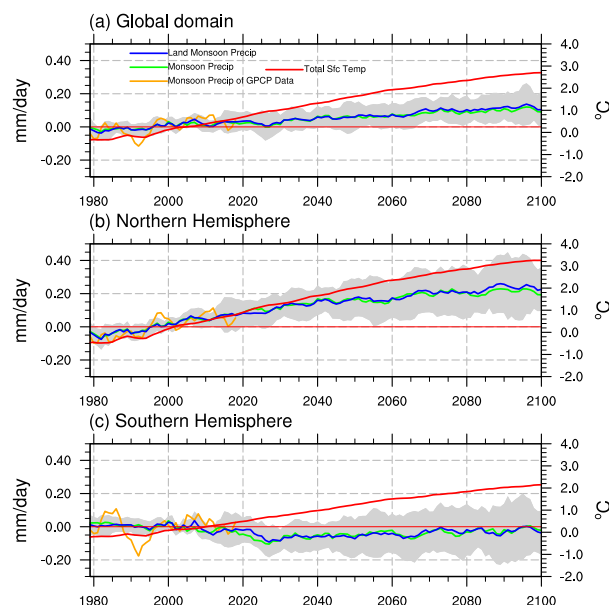 (a) Global domain
Land Monsoon Precip
Monsoon Precip
Total Sfc Temp
Monsoon Precip of GPCP Data
mm/day
°C
0.40
0.20
0.00
-0.20
4.0
3.0
2.0
1.0
0.0
-1.0
-2.0
1980 2000 2020 2040 2060 2080 2100
(b) Northern Hemisphere
mm/day
°C
0.40
0.20
0.00
-0.20
4.0
3.0
2.0
1.0
0.0
-1.0
-2.0
1980 2000 2020 2040 2060 2080 2100
(c) Southern Hemisphere
mm/day
°C
0.40
0.20
0.00
-0.20
4.0
3.0
2.0
1.0
0.0
-1.0
-2.0
1980 2000 2020 2040 2060 2080 2100